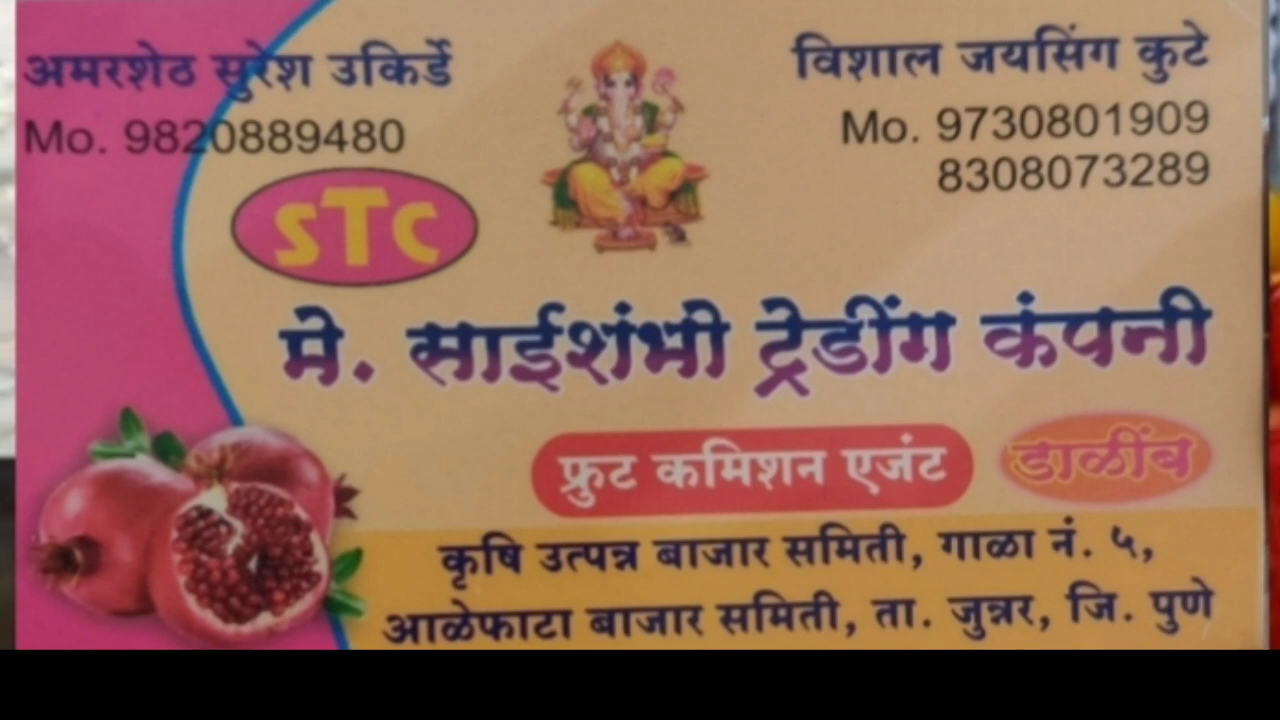 अमरशेठ सुरेश उकिर्डे
Mo. 9820889480
विशाल जयसिंग कुटे
Mo. 9730801909
8308073289
STC
मे. साईशंभो ट्रेडींग कंपनी
फ्रुट कमिशन एजंट
डाळींब
कृषि उत्पन्न बाजार समिती, गाळा नं. ५,
आळेफाटा बाजार समिती, ता. जुन्नर, जि. पुणे